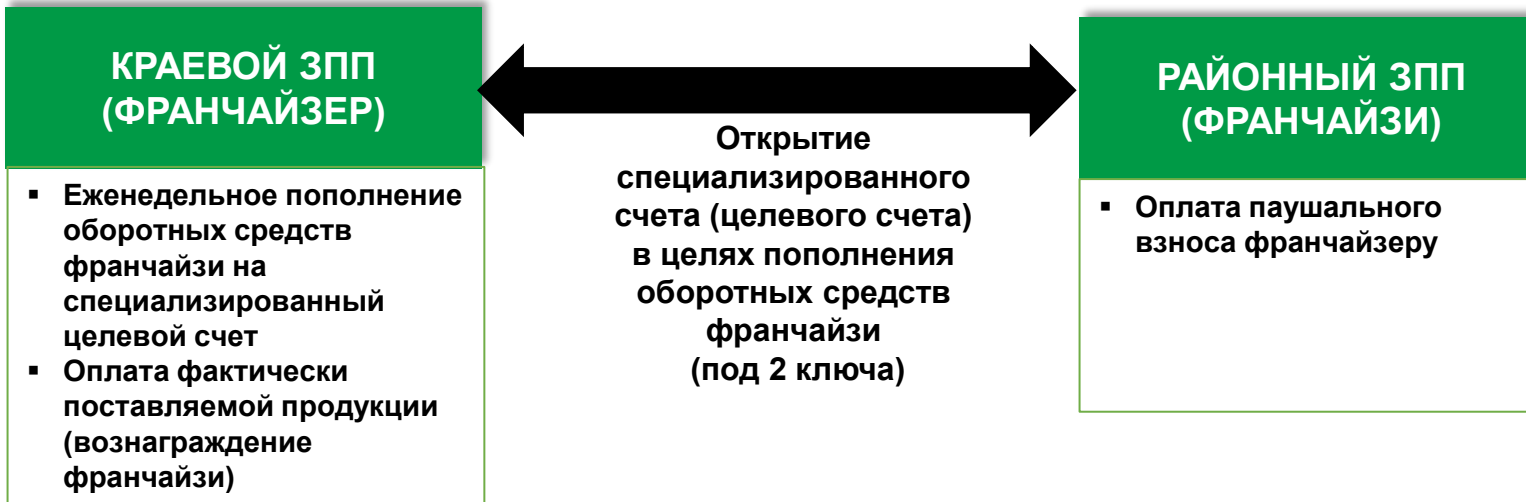 КРАЕВОЙ ЗПП
(ФРАНЧАЙЗЕР)
▪ Еженедельное пополнение
оборотных средств
франчайзи на
специализированный
целевой счет
▪ Оплата фактически
поставляемой продукции
(вознаграждение
франчайзи)
Открытие
специализированного
счета (целевого счета)
в целях пополнения
оборотных средств
франчайзи
(под 2 ключа)
РАЙОННЫЙ ЗПП
(ФРАНЧАЙЗИ)
▪ Оплата паушального
взноса франчайзеру